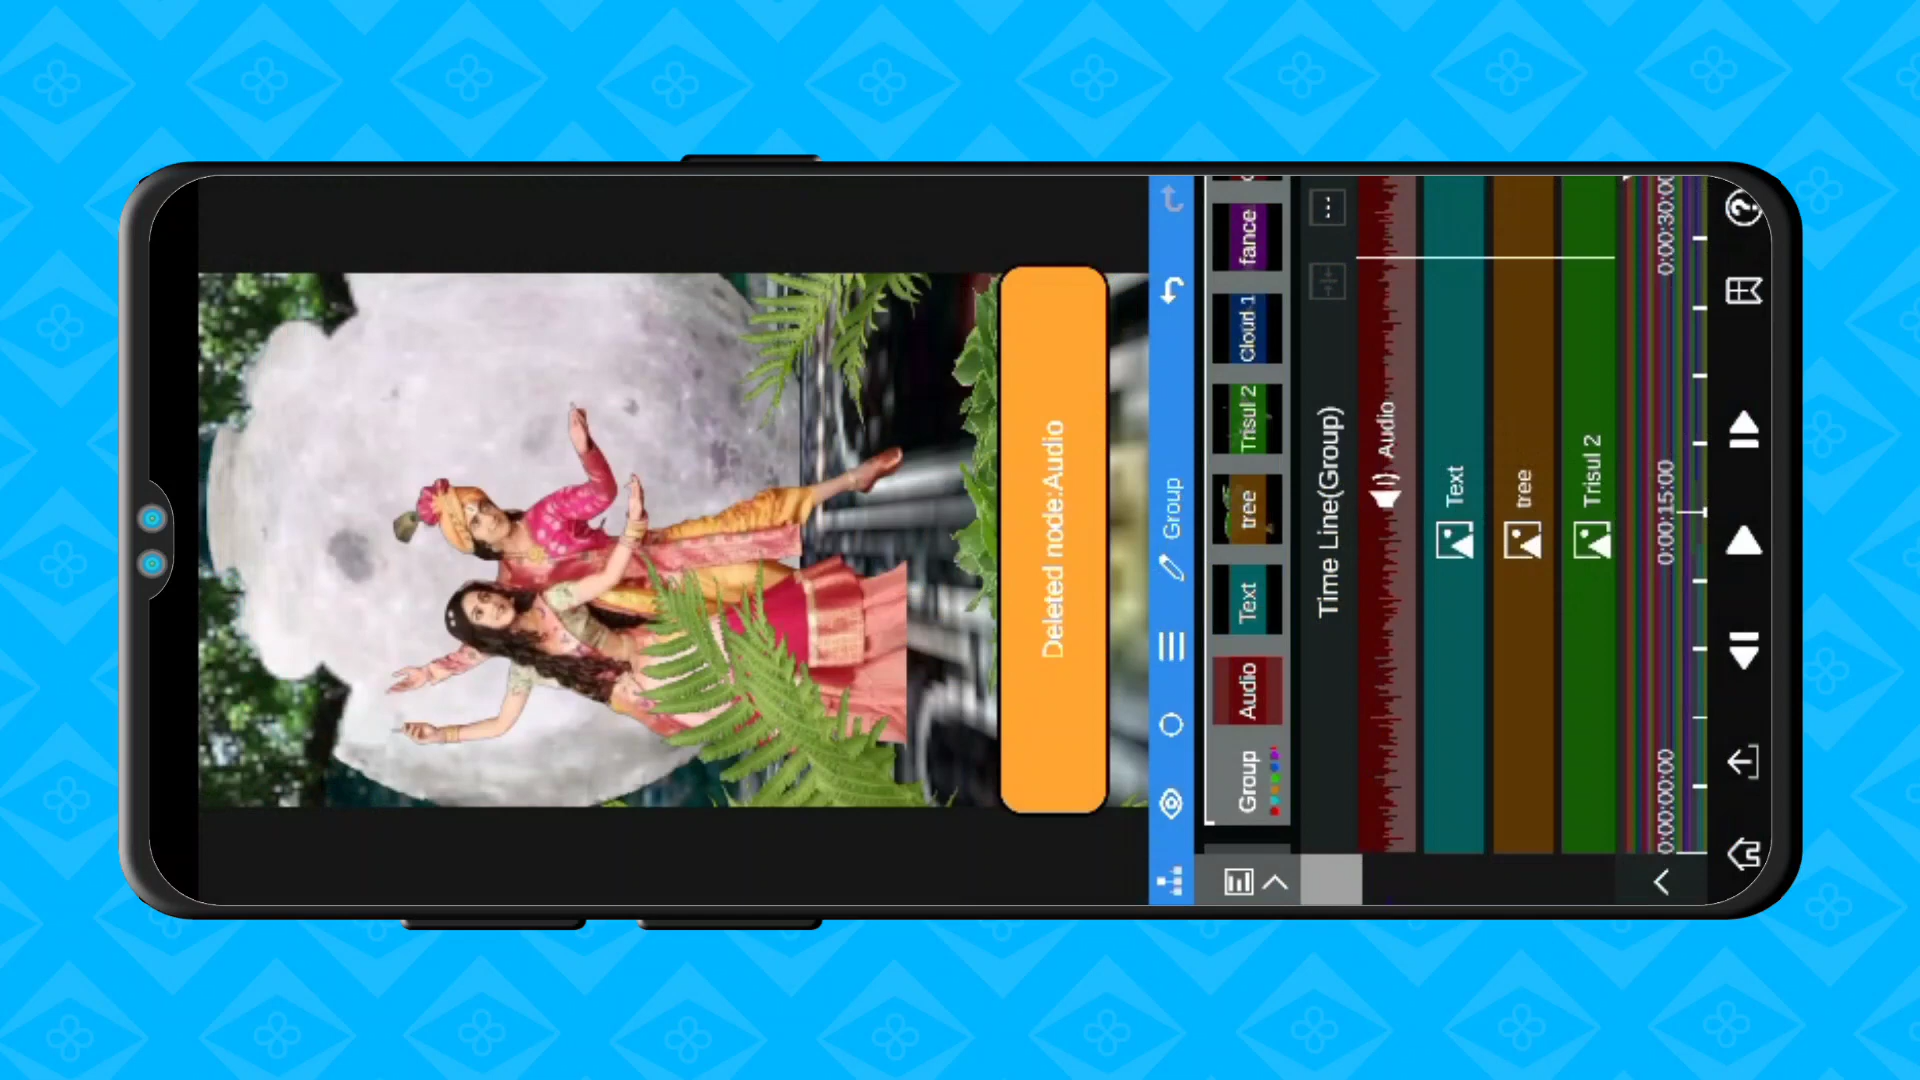 Deleted node:Audio
Group
Group
Audio
Text
tree
Trisul 2
Cloud 1
fance
Time Line(Group)
Audio
Text
tree
Trisul 2
0:00:00:00
0:00:15:00
0:00:30:00